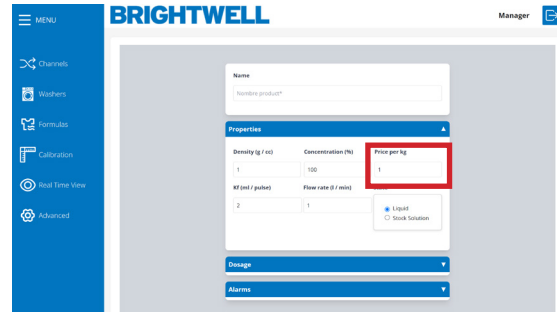 MENU
BRIGHTWELL
Manager
Channels
Washers
Formulas
Calibration
Real Time View
Advanced
Name
Nombre product*
Properties
Density (g / cc) Concentration (%) Price per kg
1 100 1
Kf (ml / pulse) Flow rate (l / min)
2 1
Liquid
Stock Solution
Dosage
Alarms